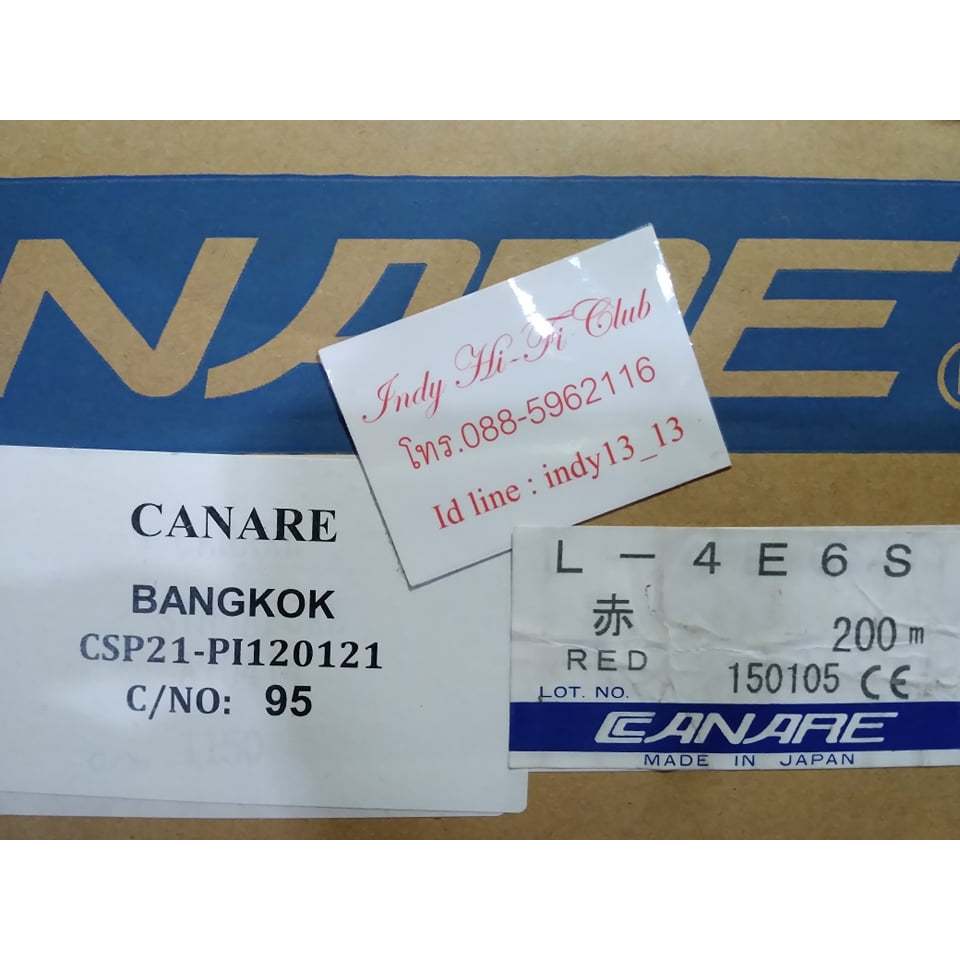 NARE
Indy Hi-Fi Club
โทร.088-5962116
Id line : indy13_13
CANARE
BANGKOK
CSP21-PI120121
C/NO: 95
L-4E6S
赤 200m
RED
LOT. NO. 150105 CE
CANARE
MADE IN JAPAN